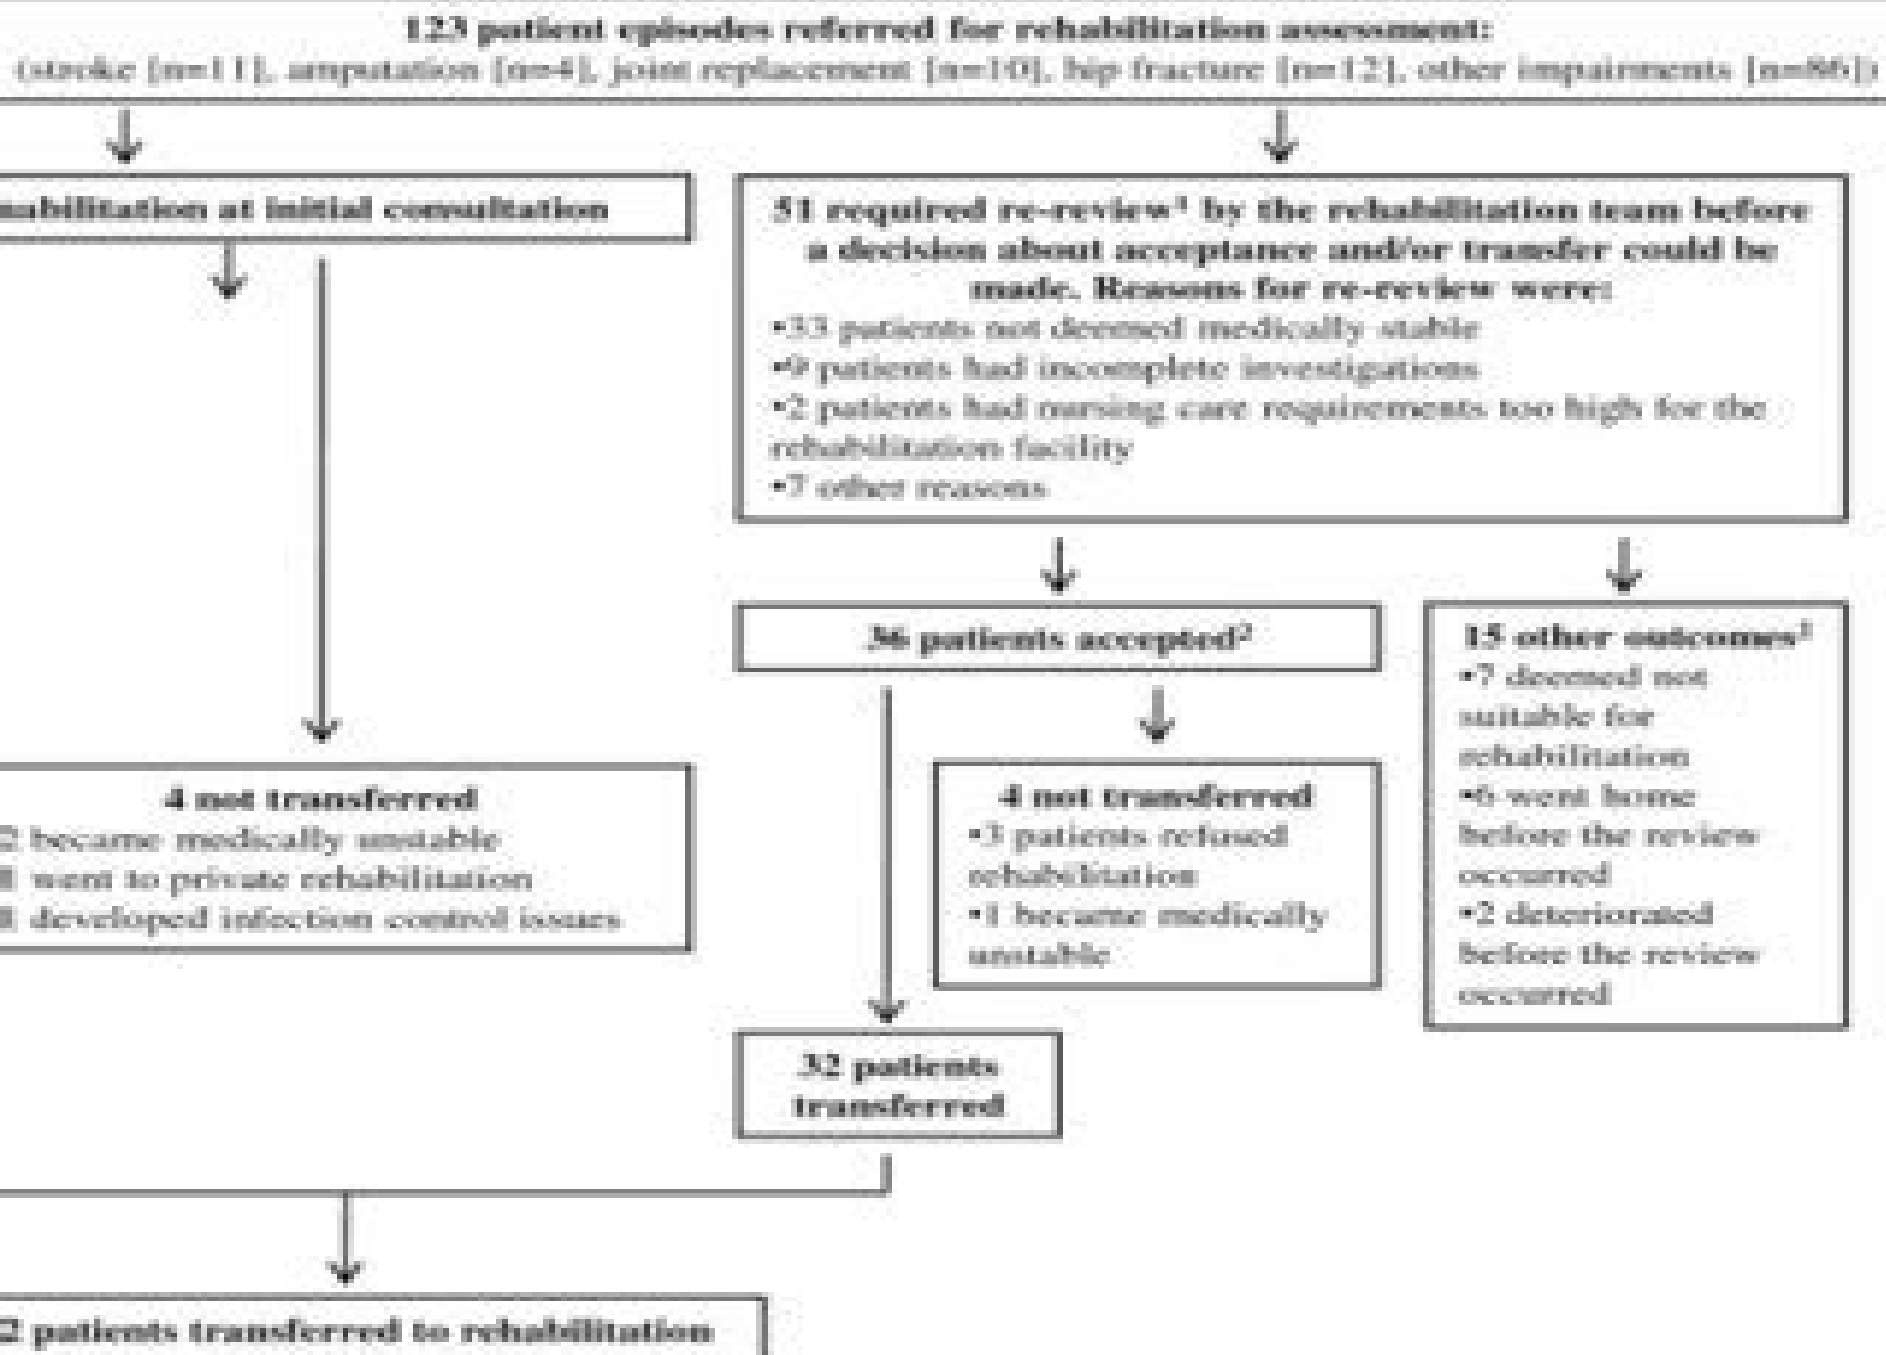 123 patient episodes referred for rehabilitation assessment:
(stroke [n=11], amputation [n=4], joint replacement [n=10], hip fracture [n=12], other impairments [n=86])
nabilitation at initial consultation
51 required re-review¹ by the rehabilitation team before
a decision about acceptance and/or transfer could be
made. Reasons for re-review were:
•33 patients not deemed medically stable
•9 patients had incomplete investigations
•2 patients had nursing care requirements too high for the
rehabilitation facility
•7 other reasons
36 patients accepted²
15 other outcomes²
•7 deemed not
suitable for
rehabilitation
•6 went home
before the review
occurred
•2 deteriorated
before the review
occurred
4 not transferred
2 became medically unstable
1 went to private rehabilitation
1 developed infection control issues
4 not transferred
•3 patients refused
rehabilitation
•1 became medically
unstable
32 patients
transferred
2 patients transferred to rehabilitation